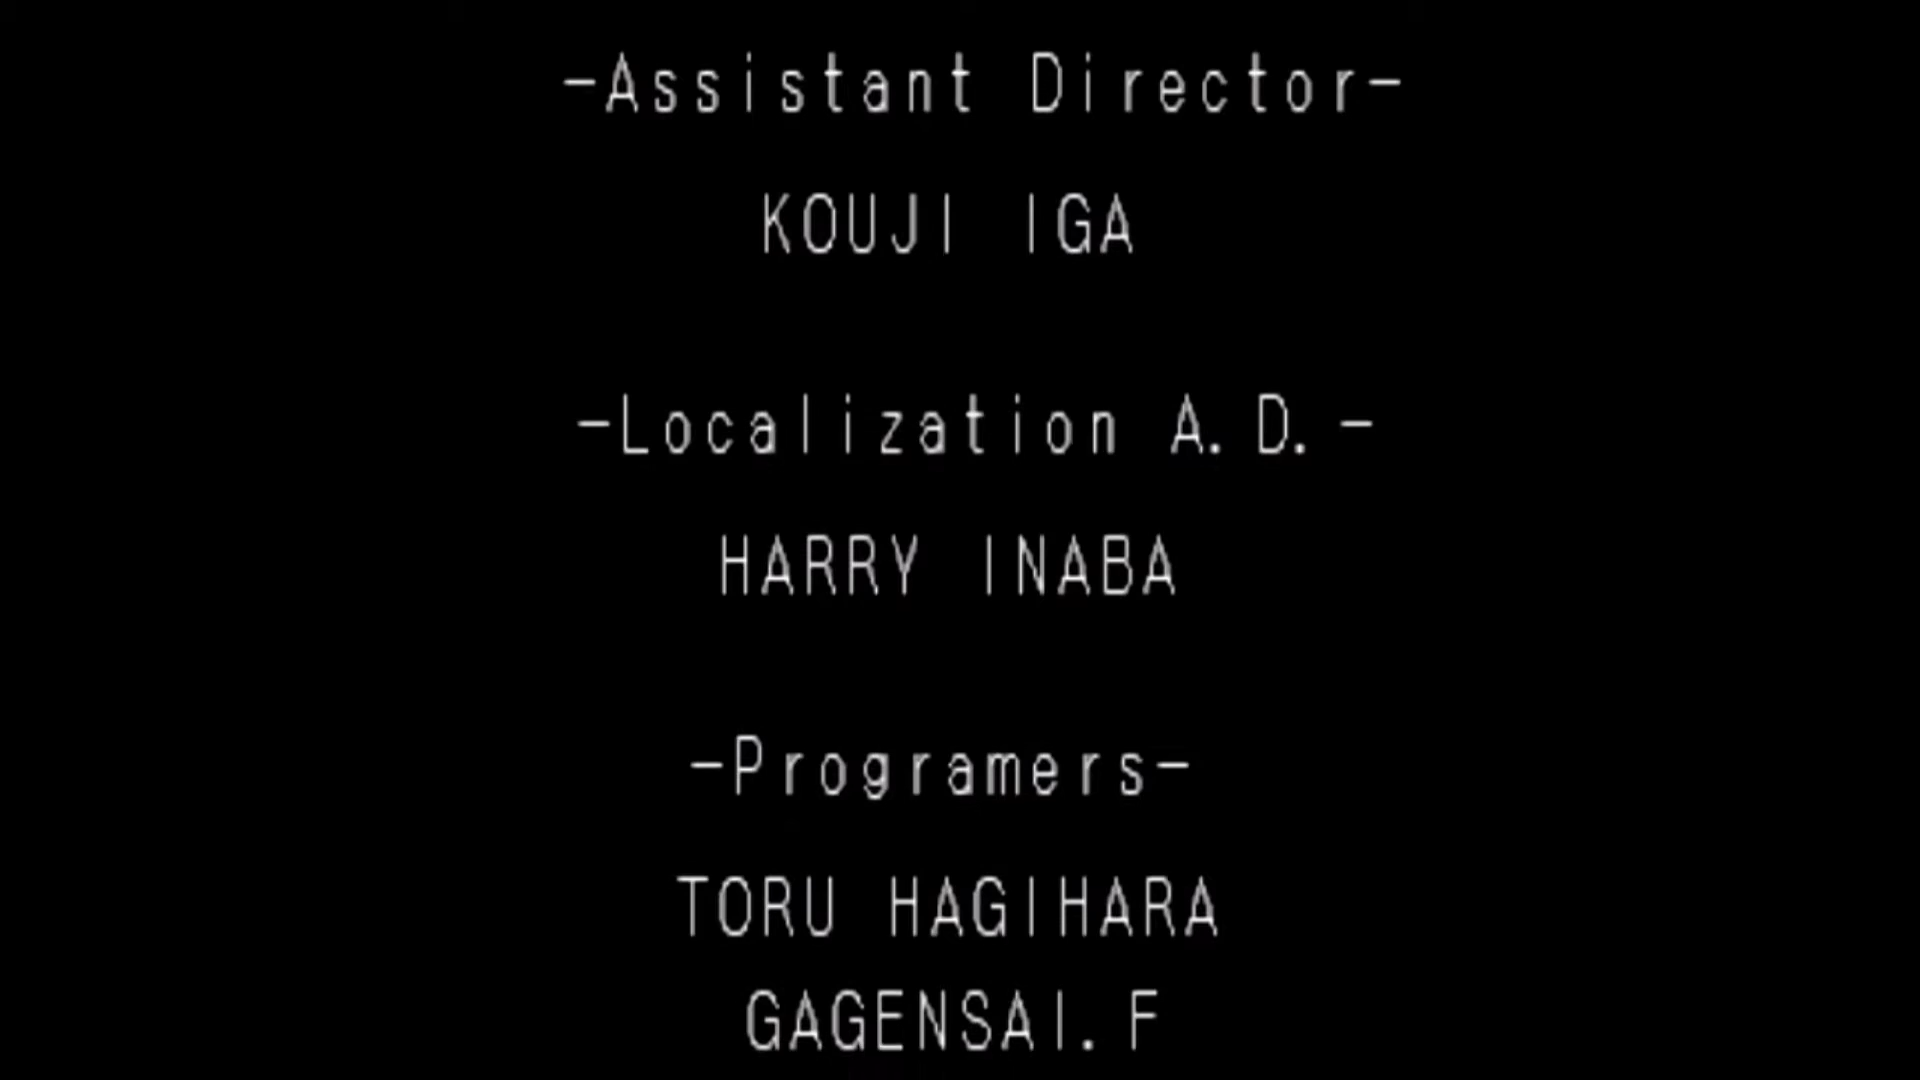 -Assistant Director-
KOUJI IGA
-Localization A.D.-
HARRY INABA
-Programers-
TORU HAGIHARA
GAGENSAI.F